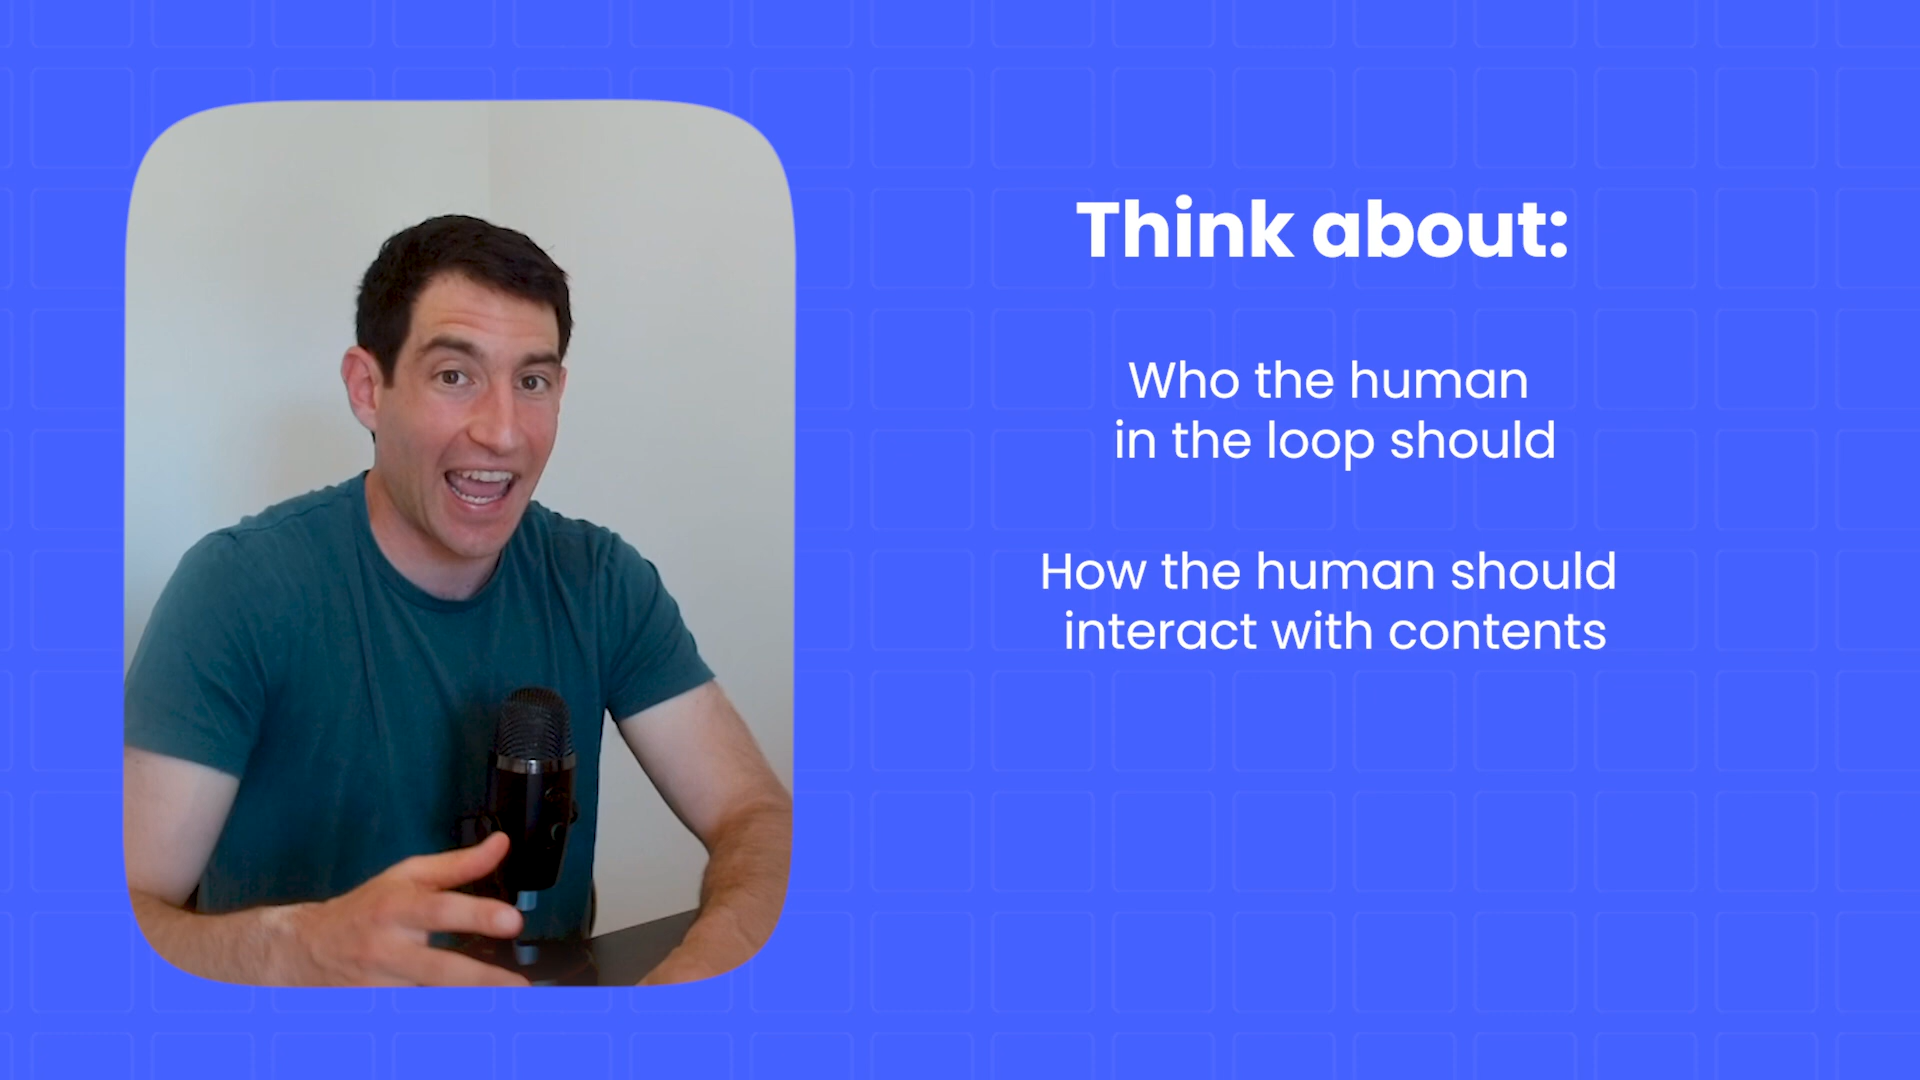 Think about:
Who the human
in the loop should
How the human should
interact with contents